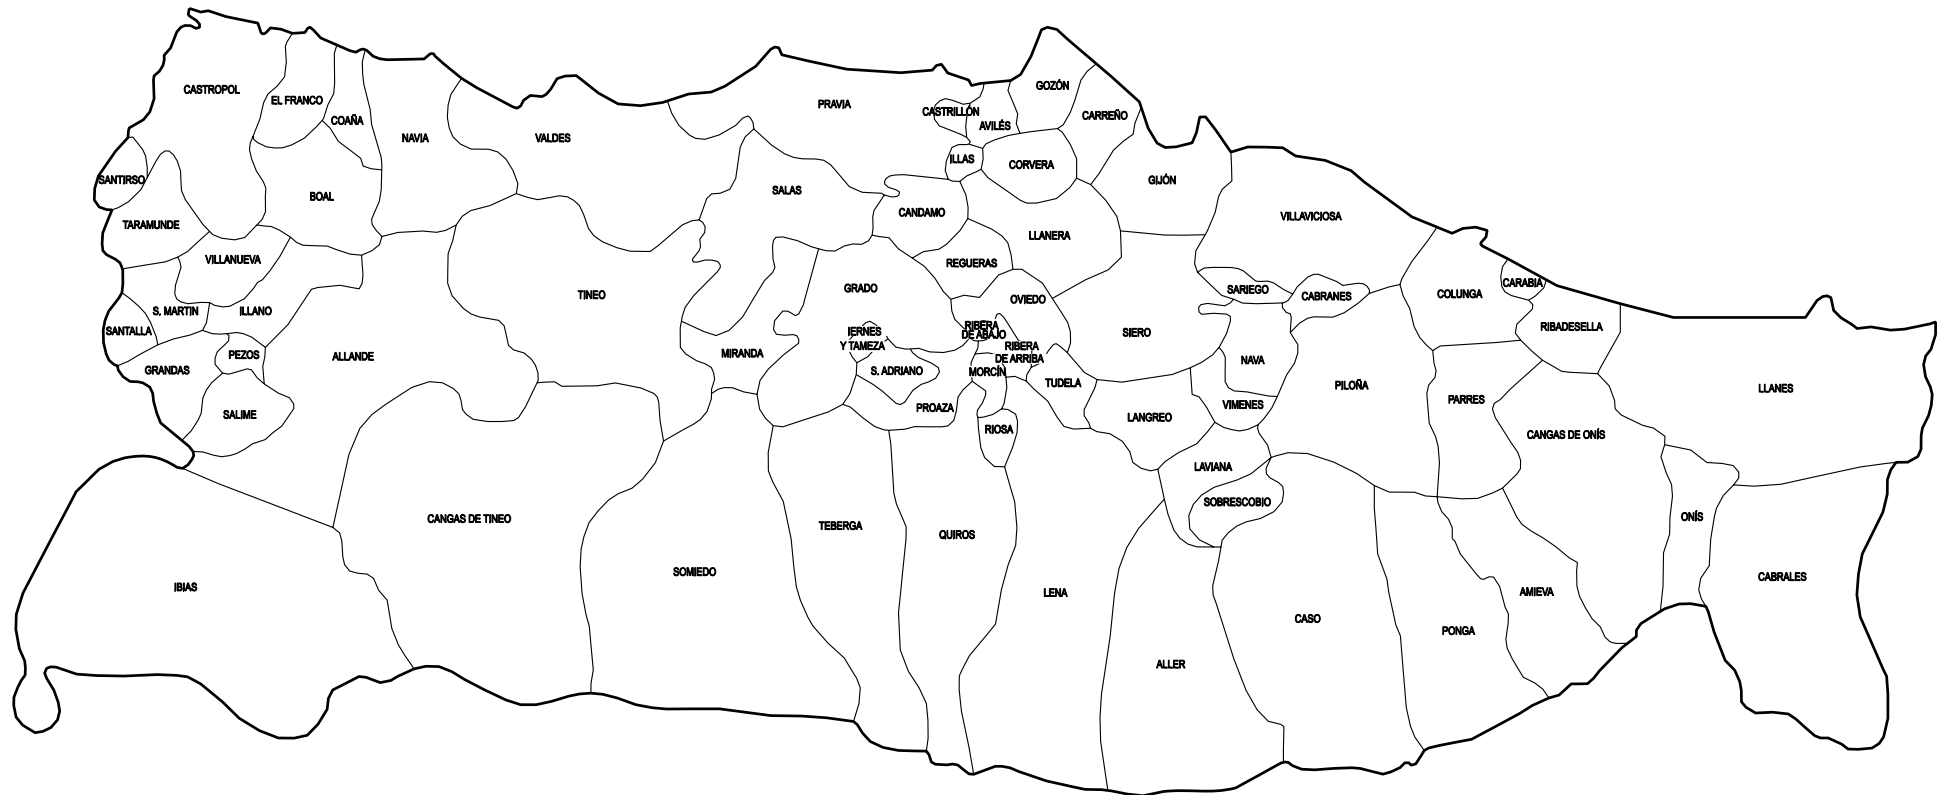 CASTROPOL
EL FRANCO
COAÑA
NAVIA
VALDES
PRAVIA
CASTRILLÓN
AVILÉS
GOZÓN
CARREÑO
SANTIRSO
TARAMUNDE
BOAL
SALAS
ILLAS
CORVERA
GIJÓN
CANDAMO
LLANERA
VILLAVICIOSA
VILLANUEVA
REGUERAS
S. MARTIN
ILLANO
TINEO
GRADO
OVIEDO
SARIEGO
CABRANES
COLUNGA
CARABIA
RIBADESELLA
SANTALLA
PEZOS
ALLANDE
GRANDAS
SALIME
MIRANDA
IERNES
Y TAMEZA
S. ADRIANO
RIBERA
DE ABAJO
RIBERA
DE ARRIBA
MORCÍN
TUDELA
SIERO
NAVA
VIMENES
PILOÑA
PARRES
LLANES
PROAZA
RIOSA
LANGREO
CANGAS DE ONÍS
LAVIANA
SOBRESCOBIO
CANGAS DE TINEO
TEBERGA
QUIROS
ONÍS
IBIAS
SOMIEDO
LENA
CASO
AMIEVA
CABRALES
PONGA
ALLER